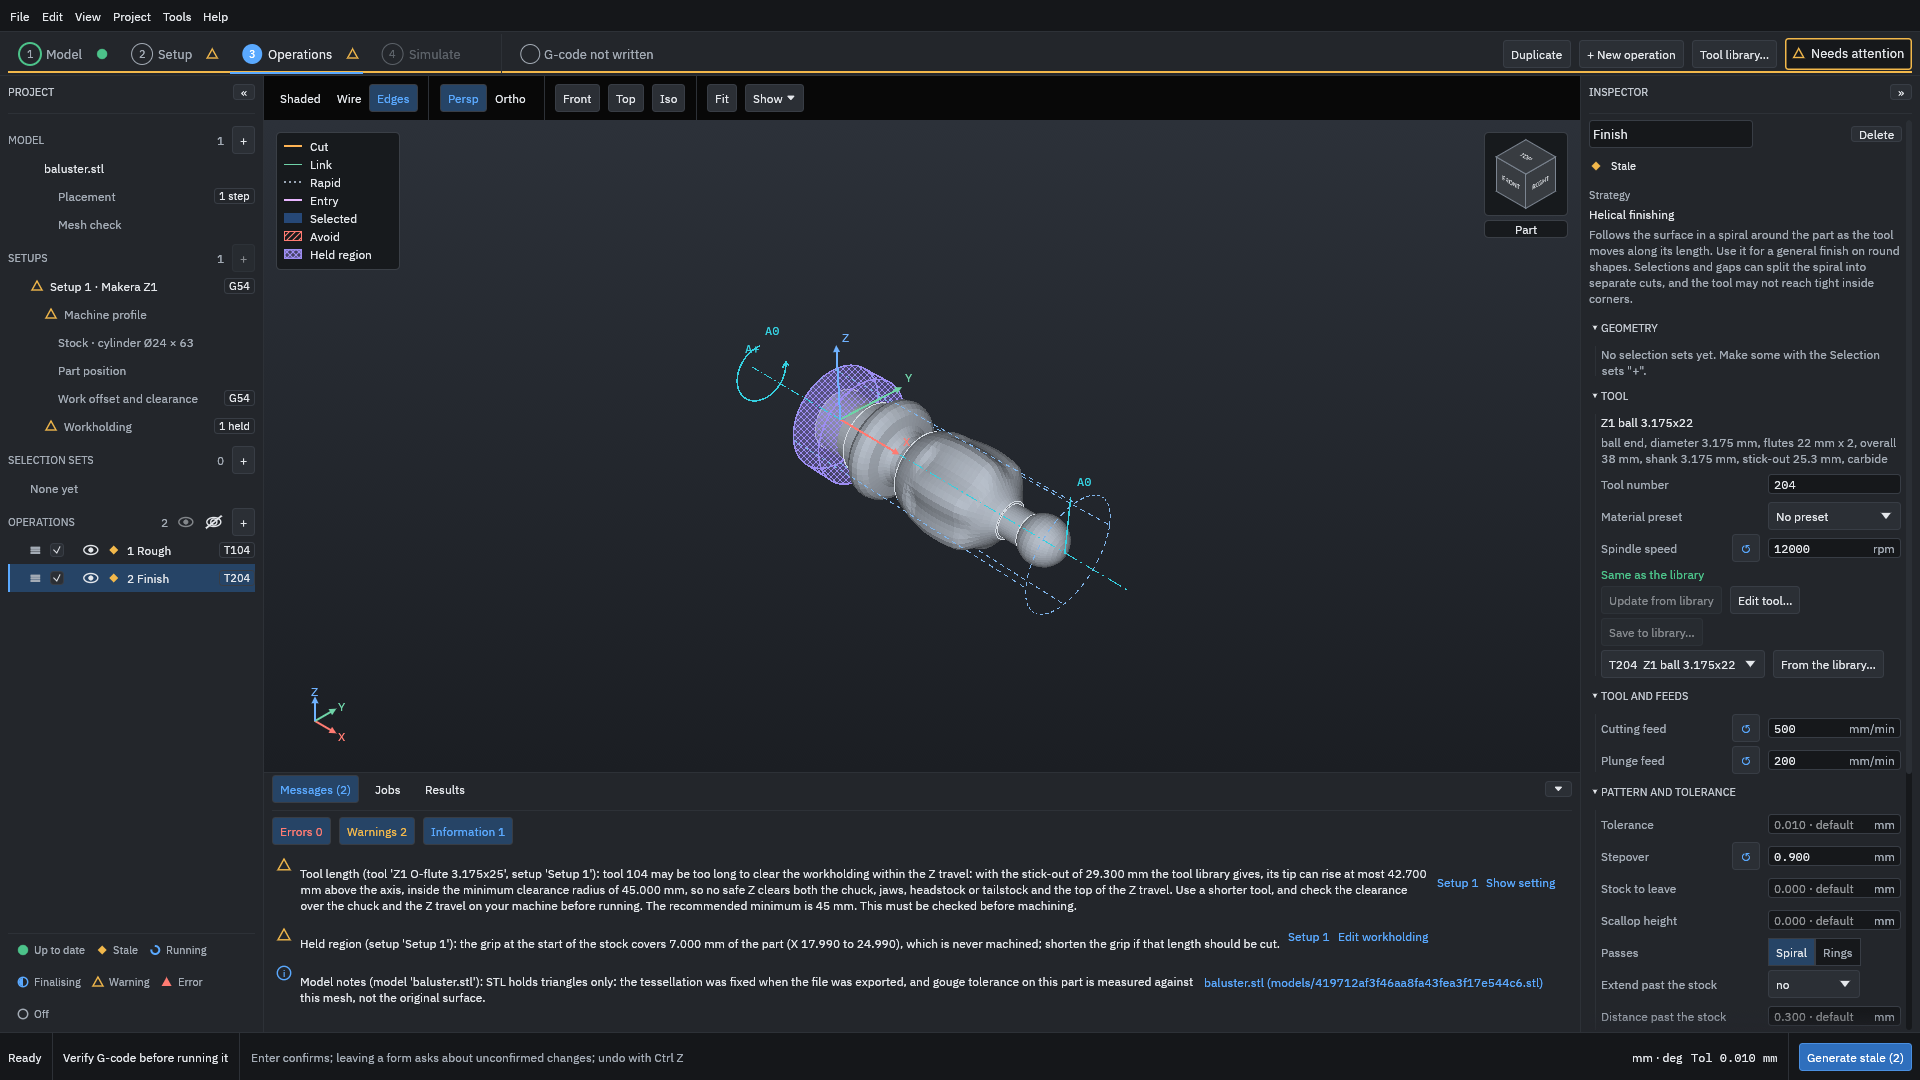 File Edit View Project Tools Help
1 Model 2 Setup 3 Operations 4 Simulate G-code not written Duplicate + New operation Tool library... Needs attention
PROJECT «
MODEL 1 +
baluster.stl
Placement 1 step
Mesh check
SETUPS 1 +
Setup 1 · Makera Z1 G54
Machine profile
Stock · cylinder Ø24 × 63
Part position
Work offset and clearance G54
Workholding 1 held
SELECTION SETS 0 +
None yet
OPERATIONS 2 +
1 Rough T104
2 Finish T204
Up to date Stale Running
Finalising Warning Error
Off
Shaded Wire Edges Persp Ortho Front Top Iso Fit Show
Cut
Link
Rapid
Entry
Selected
Avoid
Held region
TOP
FRONT RIGHT
Part
A0
A+
Z
Y
A0
Z
Y
X
Messages (2) Jobs Results
Errors 0 Warnings 2 Information 1
Tool length (tool 'Z1 O-flute 3.175x25', setup 'Setup 1'): tool 104 may be too long to clear the workholding within the Z travel: with the stick-out of 29.300 mm the tool library gives, its tip can rise at most 42.700
mm above the axis, inside the minimum clearance radius of 45.000 mm, so no safe Z clears both the chuck, jaws, headstock or tailstock and the top of the Z travel. Use a shorter tool, and check the clearance
over the chuck and the Z travel on your machine before running. The recommended minimum is 45 mm. This must be checked before machining.
Setup 1 Show setting
Held region (setup 'Setup 1'): the grip at the start of the stock covers 7.000 mm of the part (X 17.990 to 24.990), which is never machined; shorten the grip if that length should be cut. Setup 1 Edit workholding
Model notes (model 'baluster.stl'): STL holds triangles only: the tessellation was fixed when the file was exported, and gouge tolerance on this part is measured against
this mesh, not the original surface.
baluster.stl (models/419712af3f46aa8fa43fea3f17e544c6.stl)
INSPECTOR »
Finish Delete
Stale
Strategy
Helical finishing
Follows the surface in a spiral around the part as the tool
moves along its length. Use it for a general finish on round
shapes. Selections and gaps can split the spiral into
separate cuts, and the tool may not reach tight inside
corners.
GEOMETRY
No selection sets yet. Make some with the Selection
sets "+".
TOOL
Z1 ball 3.175x22
ball end, diameter 3.175 mm, flutes 22 mm x 2, overall
38 mm, shank 3.175 mm, stick-out 25.3 mm, carbide
Tool number 204
Material preset No preset
Spindle speed 12000 rpm
Same as the library
Update from library Edit tool...
Save to library...
T204 Z1 ball 3.175x22 From the library...
TOOL AND FEEDS
Cutting feed 500 mm/min
Plunge feed 200 mm/min
PATTERN AND TOLERANCE
Tolerance 0.010 · default mm
Stepover 0.900 mm
Stock to leave 0.000 · default mm
Scallop height 0.000 · default mm
Passes Spiral Rings
Extend past the stock no
Distance past the stock 0.300 · default mm
Ready Verify G-code before running it Enter confirms; leaving a form asks about unconfirmed changes; undo with Ctrl Z mm · deg Tol 0.010 mm Generate stale (2)